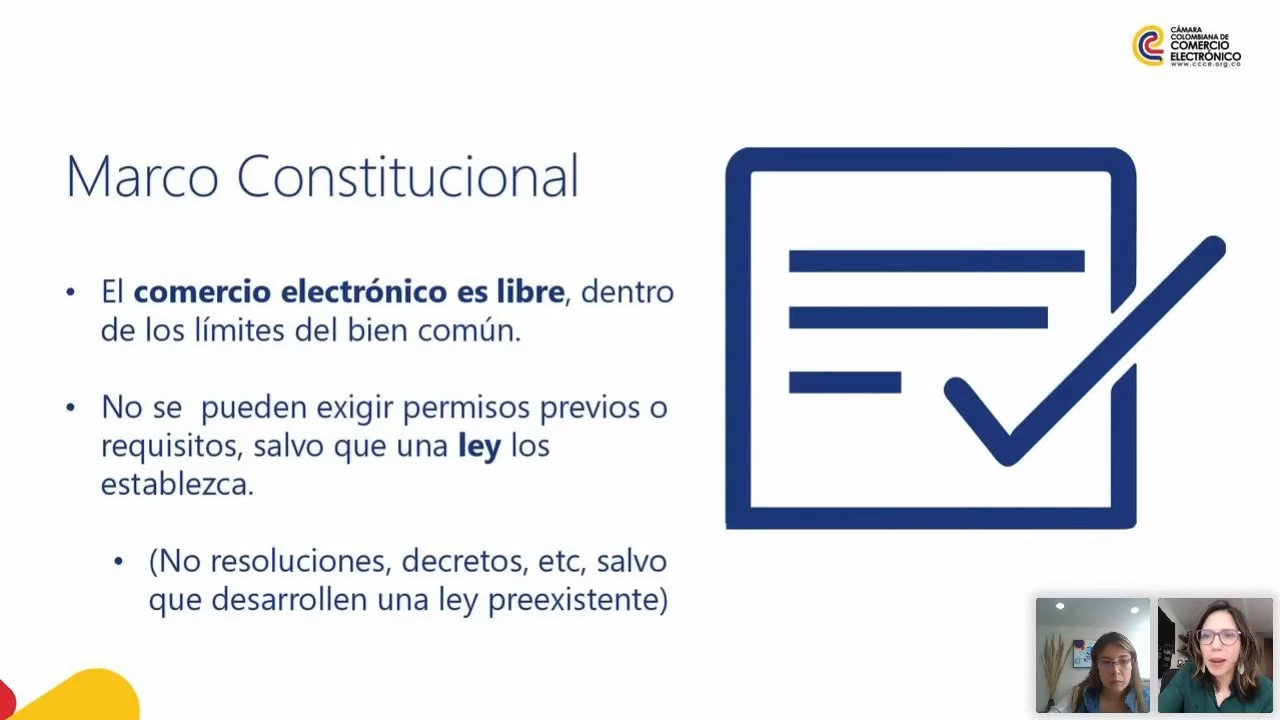 CÁMARA
COLOMBIANA DE
COMERCIO
ELECTRÓNICO
www.ccce.org.co
Marco Constitucional
• El comercio electrónico es libre, dentro
de los límites del bien común.
• No se pueden exigir permisos previos o
requisitos, salvo que una ley los
establezca.
• (No resoluciones, decretos, etc, salvo
que desarrollen una ley preexistente)